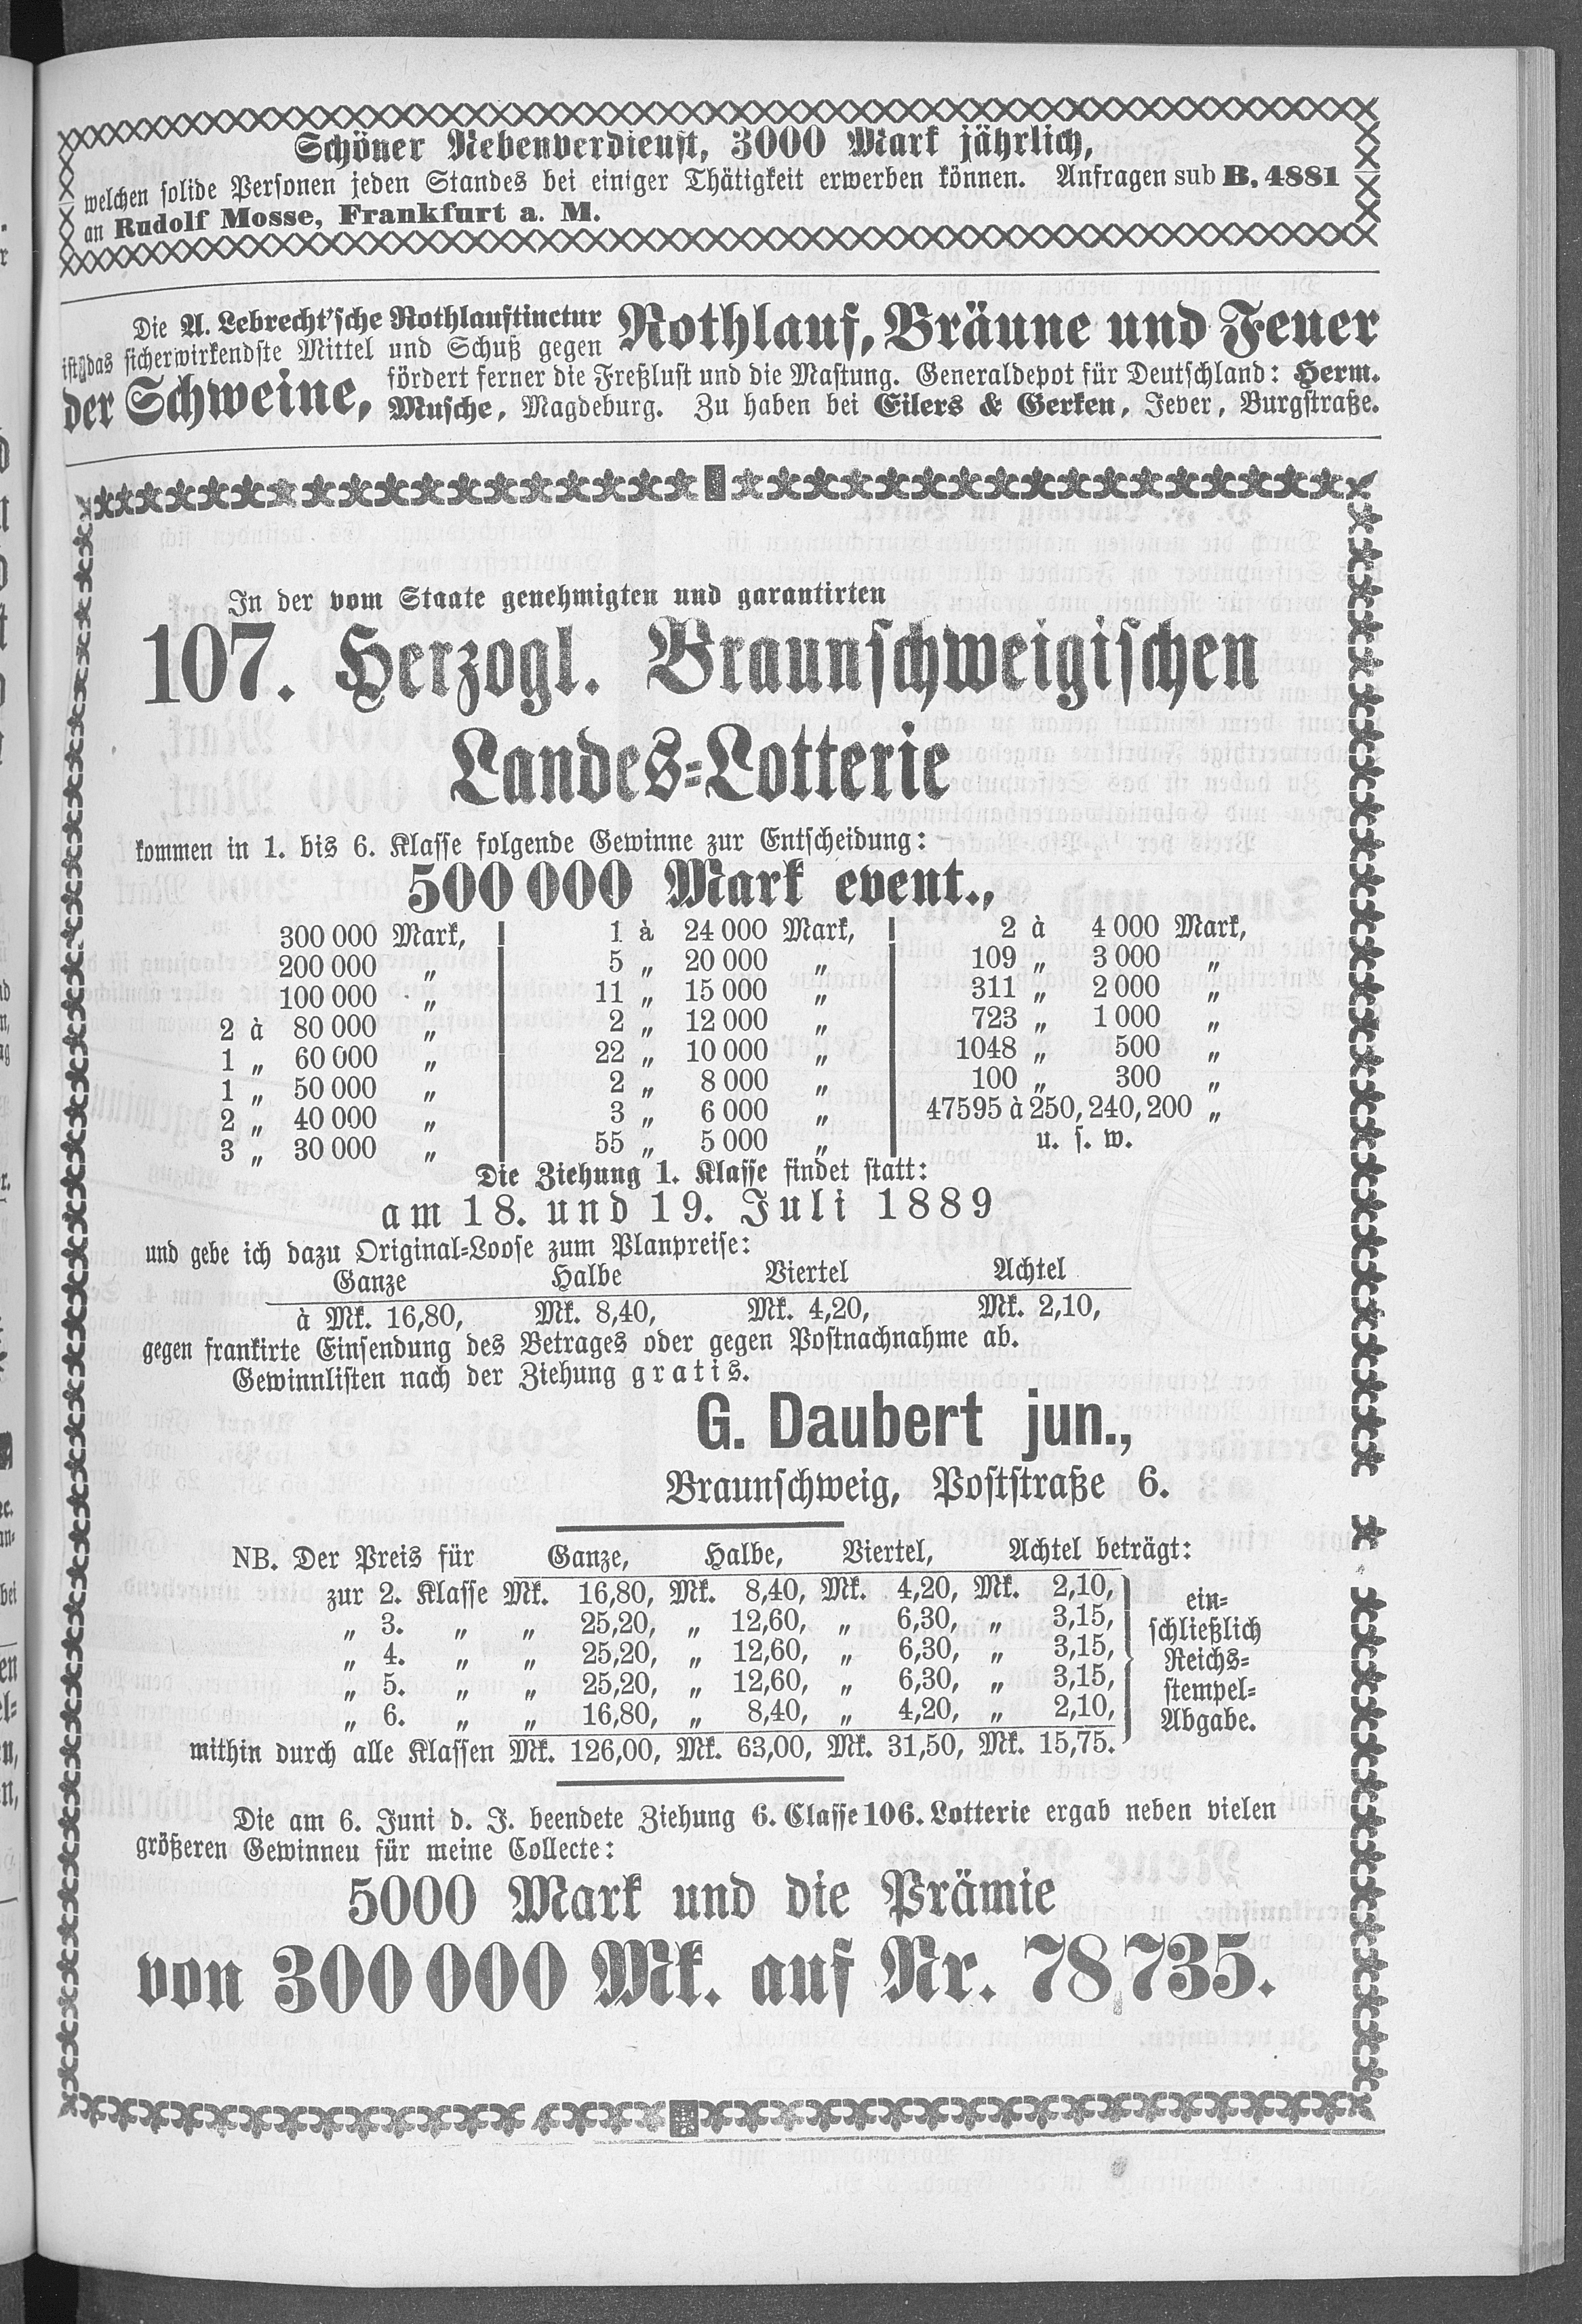 Schöner Nebenverdienst, 3000 Mark jährlich,
welchen solide Personen jeden Standes bei einiger Thätigkeit erwerben können. Anfragen sub B. 4881
an Rudolf Mosse, Frankfurt a. M.
Die A. Lebrecht'sche Rothlauftinctur
ist das sicherwirkendste Mittel und Schutz gegen Rothlauf, Bräune und Feuer
der Schweine, fördert ferner die Freßlust und die Mastung. Generaldepot für Deutschland: Herm.
Musche, Magdeburg. Zu haben bei Eilers & Gerken, Jever, Burgstraße.
In der vom Staate genehmigten und garantirten
107. Herzogl. Braunschweigischen
Landes-Lotterie
kommen in 1. bis 6. Klasse folgende Gewinne zur Entscheidung:
500 000 Mark event.,
300 000 Mark, 1 à 24 000 Mark, 2 à 4 000 Mark,
200 000 „ 5 „ 20 000 „ 109 „ 3 000 „
100 000 „ 11 „ 15 000 „ 311 „ 2 000 „
2 à 80 000 „ 2 „ 12 000 „ 723 „ 1 000 „
1 „ 60 000 „ 22 „ 10 000 „ 1048 „ 500 „
1 „ 50 000 „ 2 „ 8 000 „ 100 „ 300 „
2 „ 40 000 „ 3 „ 6 000 „ 47595 à 250, 240, 200 „
3 „ 30 000 „ 55 „ 5 000 „ u. s. w.
Die Ziehung 1. Klasse findet statt:
am 18. und 19. Juli 1889
und gebe ich dazu Original-Loose zum Planpreise:
Ganze Halbe Viertel Achtel
à Mk. 16,80, Mk. 8,40, Mk. 4,20, Mk. 2,10,
gegen frankirte Einsendung des Betrages oder gegen Postnachnahme ab.
Gewinnlisten nach der Ziehung gratis.
G. Daubert jun.,
Braunschweig, Poststraße 6.
NB. Der Preis für Ganze, Halbe, Viertel, Achtel beträgt:
zur 2. Klasse Mk. 16,80, Mk. 8,40, Mk. 4,20, Mk. 2,10,
„ 3. „ „ 25,20, „ 12,60, „ 6,30, „ 3,15,
„ 4. „ „ 25,20, „ 12,60, „ 6,30, „ 3,15,
„ 5. „ „ 25,20, „ 12,60, „ 6,30, „ 3,15,
„ 6. „ „ 16,80, „ 8,40, „ 4,20, „ 2,10,
ein-
schließlich
Reichs-
stempel-
Abgabe.
mithin durch alle Klassen Mk. 126,00, Mk. 63,00, Mk. 31,50, Mk. 15,75.
Die am 6. Juni d. J. beendete Ziehung 6. Classe 106. Lotterie ergab neben vielen
größeren Gewinnen für meine Collecte:
5000 Mark und die Prämie
von 300 000 Mk. auf Nr. 78,735.